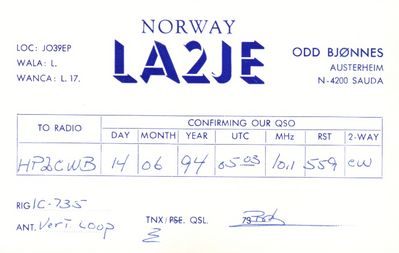 NORWAY
LOC: JO39EP
WALA: L.
WANCA: L. 17.
LA2JE
ODD BJØNNES
AUSTERHEIM
N-4200 SAUDA
CONFIRMING OUR QSO
TO RADIO DAY MONTH YEAR UTC MHz RST 2-WAY
HP2CWB 14 06 94 05 03 10,1 559 CW
RIG IC-735
ANT. Vert Loop
TNX/PSE. QSL.
73